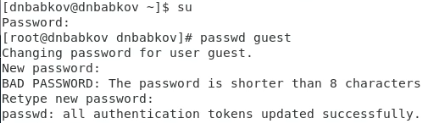 [dnbabkov@dnbabkov ~]$ su
Password:
[root@dnbabkov dnbabkov]# passwd guest
Changing password for user guest.
New password:
BAD PASSWORD: The password is shorter than 8 characters
Retype new password:
passwd: all authentication tokens updated successfully.